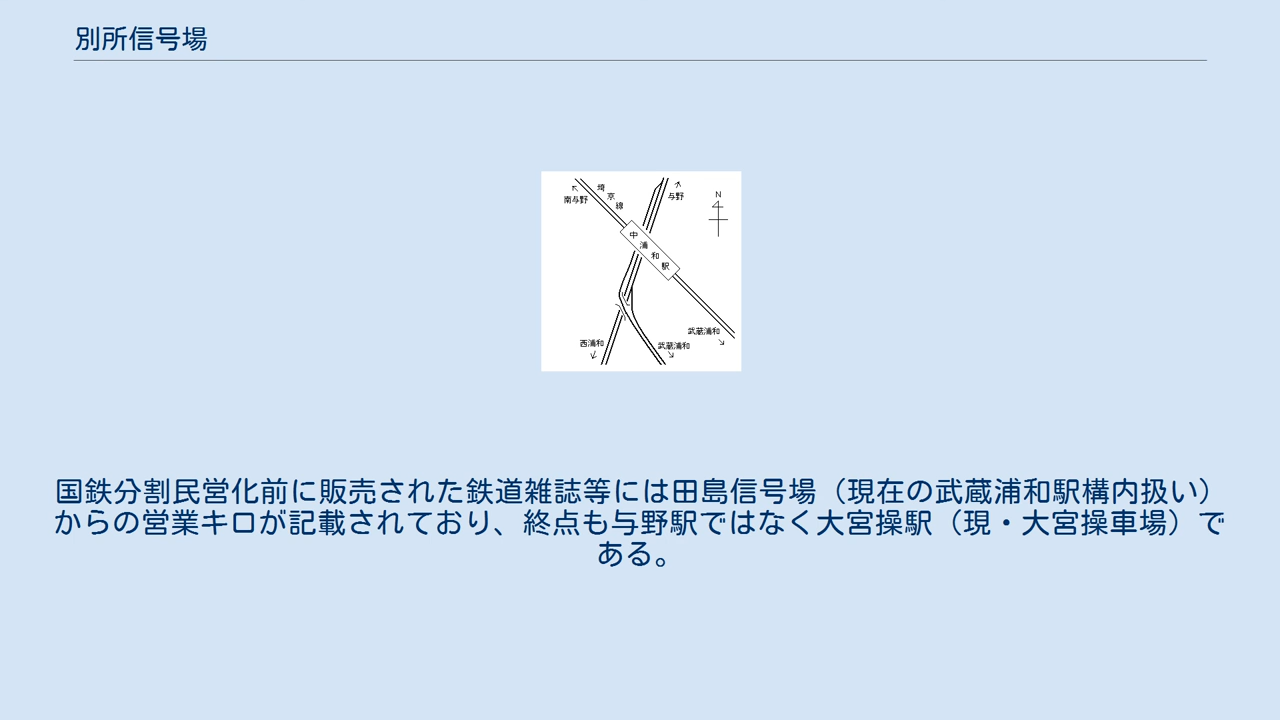 別所信号場
埼京線
南与野
与野
N
中浦和駅
西浦和
武蔵浦和
武蔵浦和
国鉄分割民営化前に販売された鉄道雑誌等には田島信号場（現在の武蔵浦和駅構内扱い）
からの営業キロが記載されており、終点も与野駅ではなく大宮操駅（現・大宮操車場）で
ある。